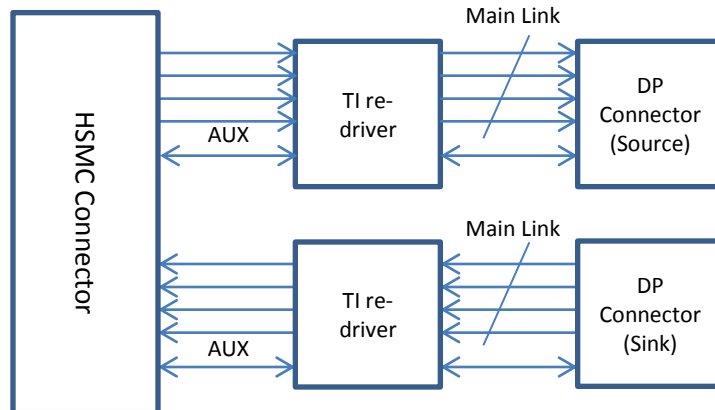 HSMC Connector
Main Link
AUX
TI re-
driver
DP
Connector
(Source)
Main Link
AUX
TI re-
driver
DP
Connector
(Sink)